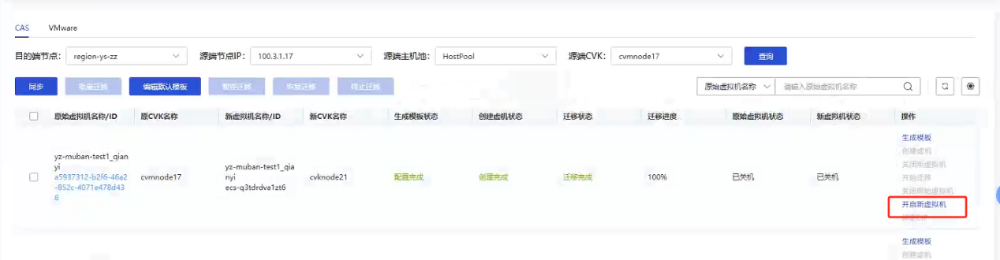 CAS VMware
目的端节点： region-ys-zz 源端节点IP： 100.3.1.17 源端主机池： HostPool 源端CVK： cvmnode17 查询
同步 批量迁移 编辑默认模板 暂停迁移 恢复迁移 终止迁移 原始虚拟机名称 请输入原始虚拟机名称
原始虚拟机名称/ID 原CVK名称 新虚拟机名称/ID 新CVK名称 生成模板状态 创建虚机状态 迁移状态 迁移进度 原始虚拟机状态 新虚拟机状态 操作
生成模板
yz-muban-test1_qian
创建虚机
yi
yz-muban-test1_qia
关闭新虚拟机
a5937312-b2f6-46a2
cvmnode17
nyi
cvknode21 配置完成 创建完成 迁移完成 100% 已关机 已关机
开始迁移
-852c-4071e478d43
ecs-q3tdrdva1zt6
关闭原始虚拟机
8
开启新虚拟机
生成模板
创建虚机